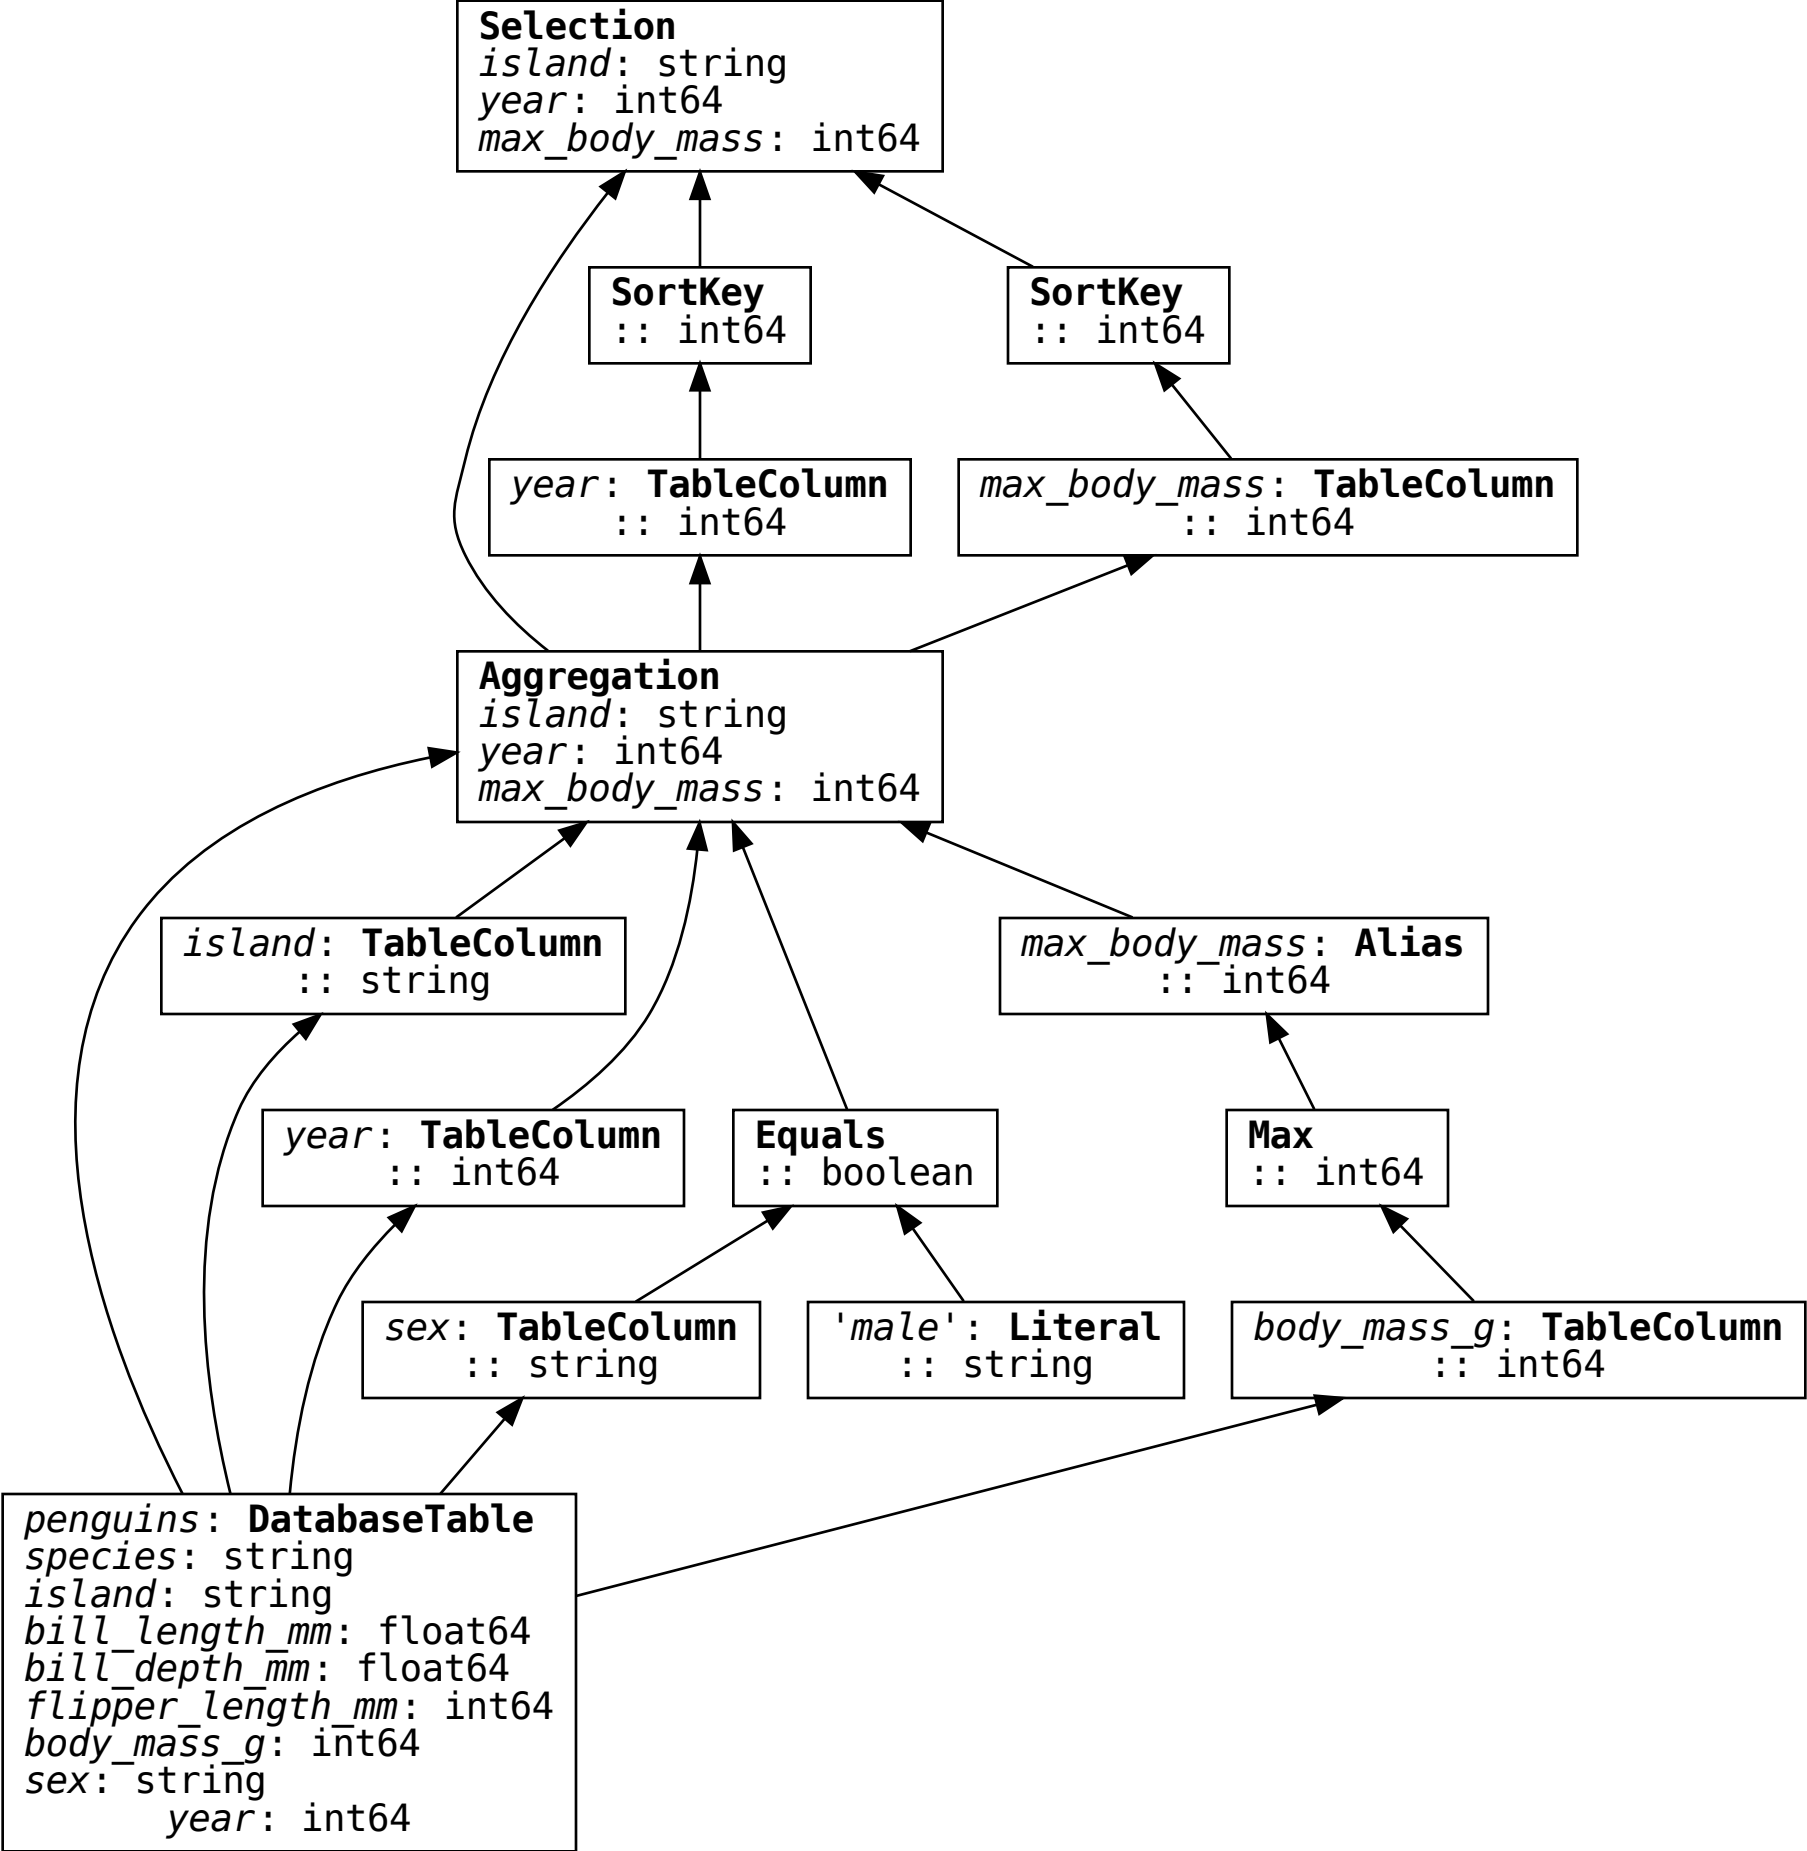 Selection
island: string
year: int64
max_body_mass: int64
SortKey
:: int64
SortKey
:: int64
year: TableColumn
:: int64
max_body_mass: TableColumn
:: int64
Aggregation
island: string
year: int64
max_body_mass: int64
island: TableColumn
:: string
max_body_mass: Alias
:: int64
year: TableColumn
:: int64
Equals
:: boolean
Max
:: int64
sex: TableColumn
:: string
'male': Literal
:: string
body_mass_g: TableColumn
:: int64
penguins: DatabaseTable
species: string
island: string
bill_length_mm: float64
bill_depth_mm: float64
flipper_length_mm: int64
body_mass_g: int64
sex: string
year: int64